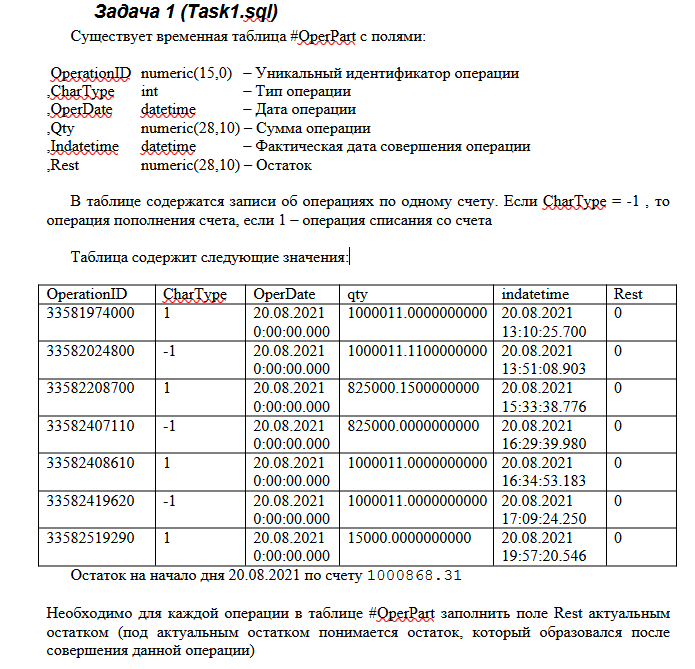 Задача 1 (Task1.sql)
Существует временная таблица #OperPart с полями:
OperationID numeric(15,0) – Уникальный идентификатор операции
,CharType int – Тип операции
,OperDate datetime – Дата операции
,Qty numeric(28,10) – Сумма операции
,Indatetime datetime – Фактическая дата совершения операции
,Rest numeric(28,10) – Остаток
В таблице содержатся записи об операциях по одному счету. Если CharType = -1 , то
операция пополнения счета, если 1 – операция списания со счета
Таблица содержит следующие значения:
OperationID CharType OperDate qty indatetime Rest
33581974000 1 20.08.2021 1000011.0000000000 20.08.2021 0
0:00:00.000 13:10:25.700
33582024800 -1 20.08.2021 1000011.1100000000 20.08.2021 0
0:00:00.000 13:51:08.903
33582208700 1 20.08.2021 825000.1500000000 20.08.2021 0
0:00:00.000 15:33:38.776
33582407110 -1 20.08.2021 825000.0000000000 20.08.2021 0
0:00:00.000 16:29:39.980
33582408610 1 20.08.2021 1000011.0000000000 20.08.2021 0
0:00:00.000 16:34:53.183
33582419620 -1 20.08.2021 1000011.0000000000 20.08.2021 0
0:00:00.000 17:09:24.250
33582519290 1 20.08.2021 15000.0000000000 20.08.2021 0
0:00:00.000 19:57:20.546
Остаток на начало дня 20.08.2021 по счету 1000868.31
Необходимо для каждой операции в таблице #OperPart заполнить поле Rest актуальным
остатком (под актуальным остатком понимается остаток, который образовался после
совершения данной операции)